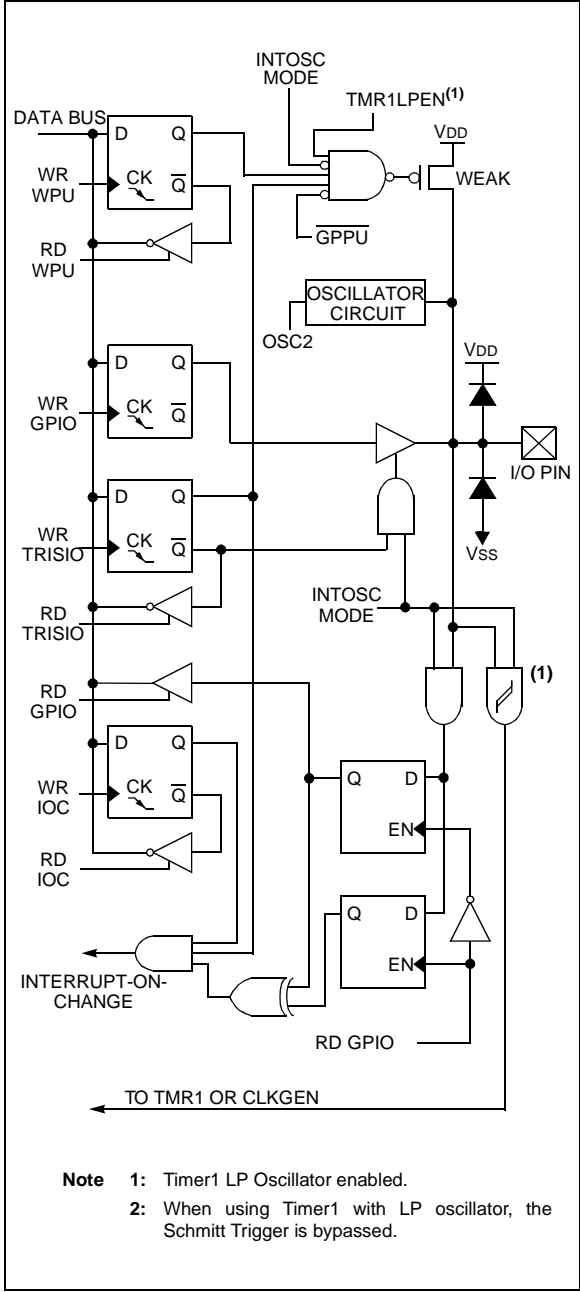 INTOSC
MODE
TMR1LPEN(1)
DATA BUS
D Q
VDD
WR
WPU
CK Q
WEAK
RD
WPU
GPPU
OSCILLATOR
CIRCUIT
OSC2
D Q
VDD
WR
GPIO
CK Q
I/O PIN
D Q
WR
TRISIO
CK Q
VSS
RD
TRISIO
INTOSC
MODE
RD
GPIO
(1)
D Q
Q D
WR
IOC
CK Q
EN
RD
IOC
Q D
EN
INTERRUPT-ON-
CHANGE
RD GPIO
TO TMR1 OR CLKGEN
Note 1: Timer1 LP Oscillator enabled.
2: When using Timer1 with LP oscillator, the
Schmitt Trigger is bypassed.